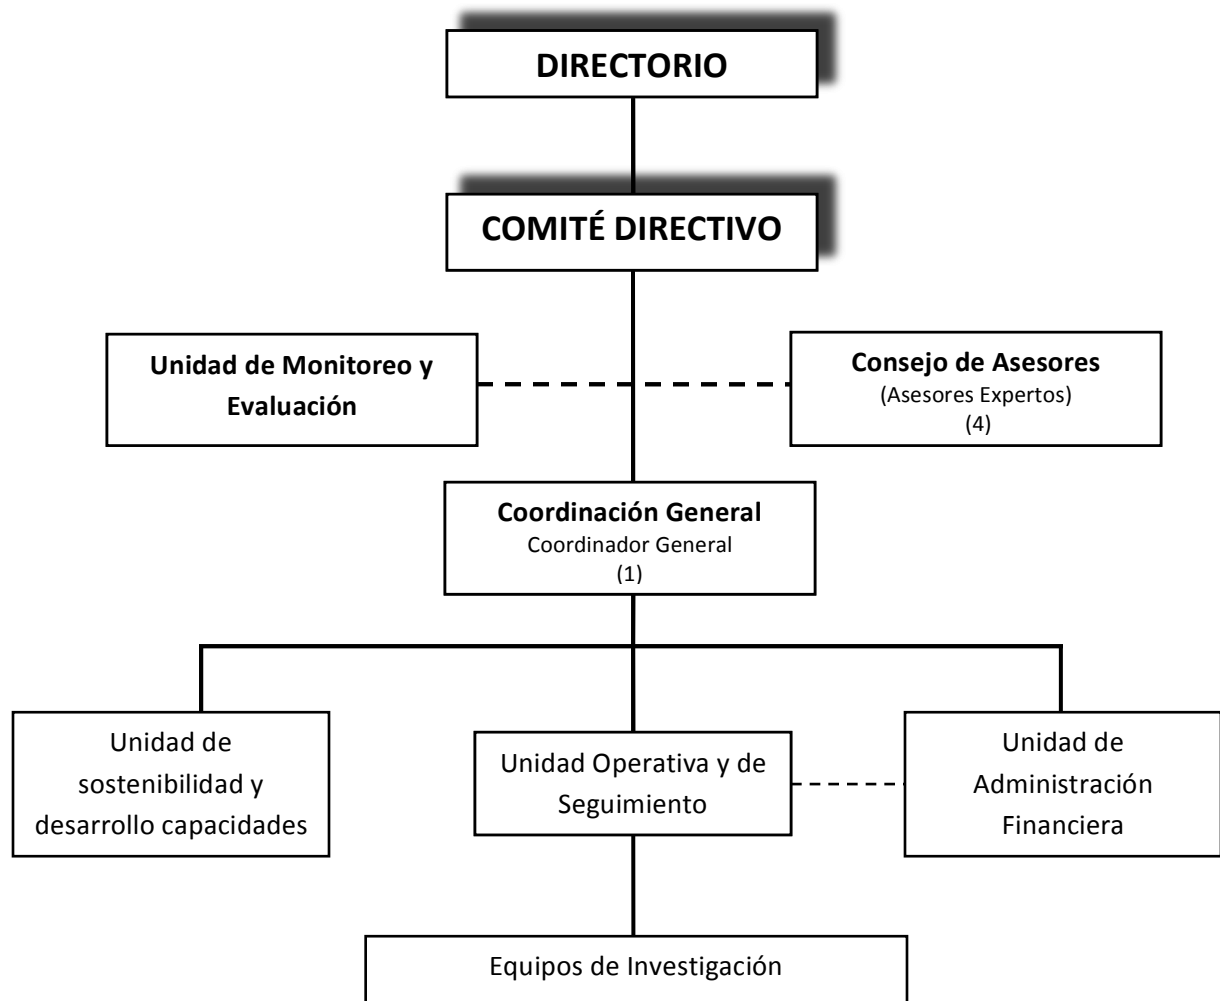 DIRECTORIO
COMITÉ DIRECTIVO
Unidad de Monitoreo y
Evaluación
Consejo de Asesores
(Asesores Expertos)
(4)
Coordinación General
Coordinador General
(1)
Unidad de
sostenibilidad y
desarrollo capacidades
Unidad Operativa y de
Seguimiento
Unidad de
Administración
Financiera
Equipos de Investigación